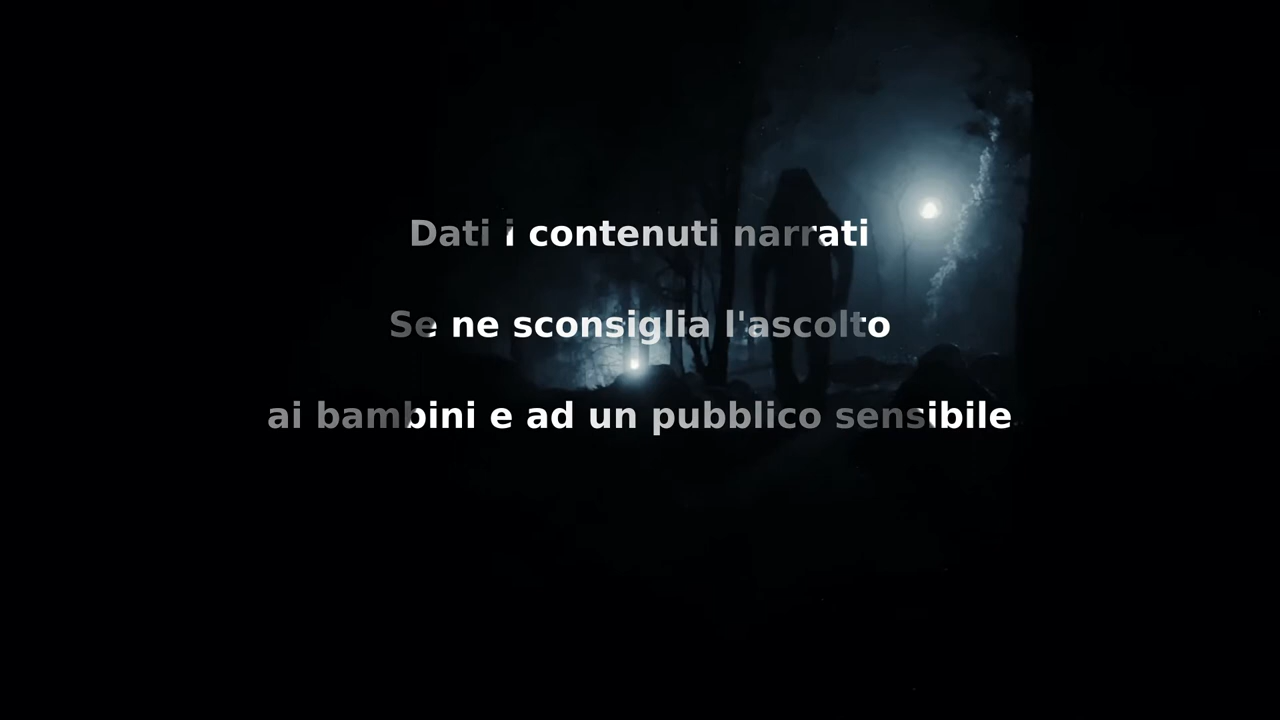 Dati i contenuti narrati
Se ne sconsiglia l'ascolto
ai bambini e ad un pubblico sensibile